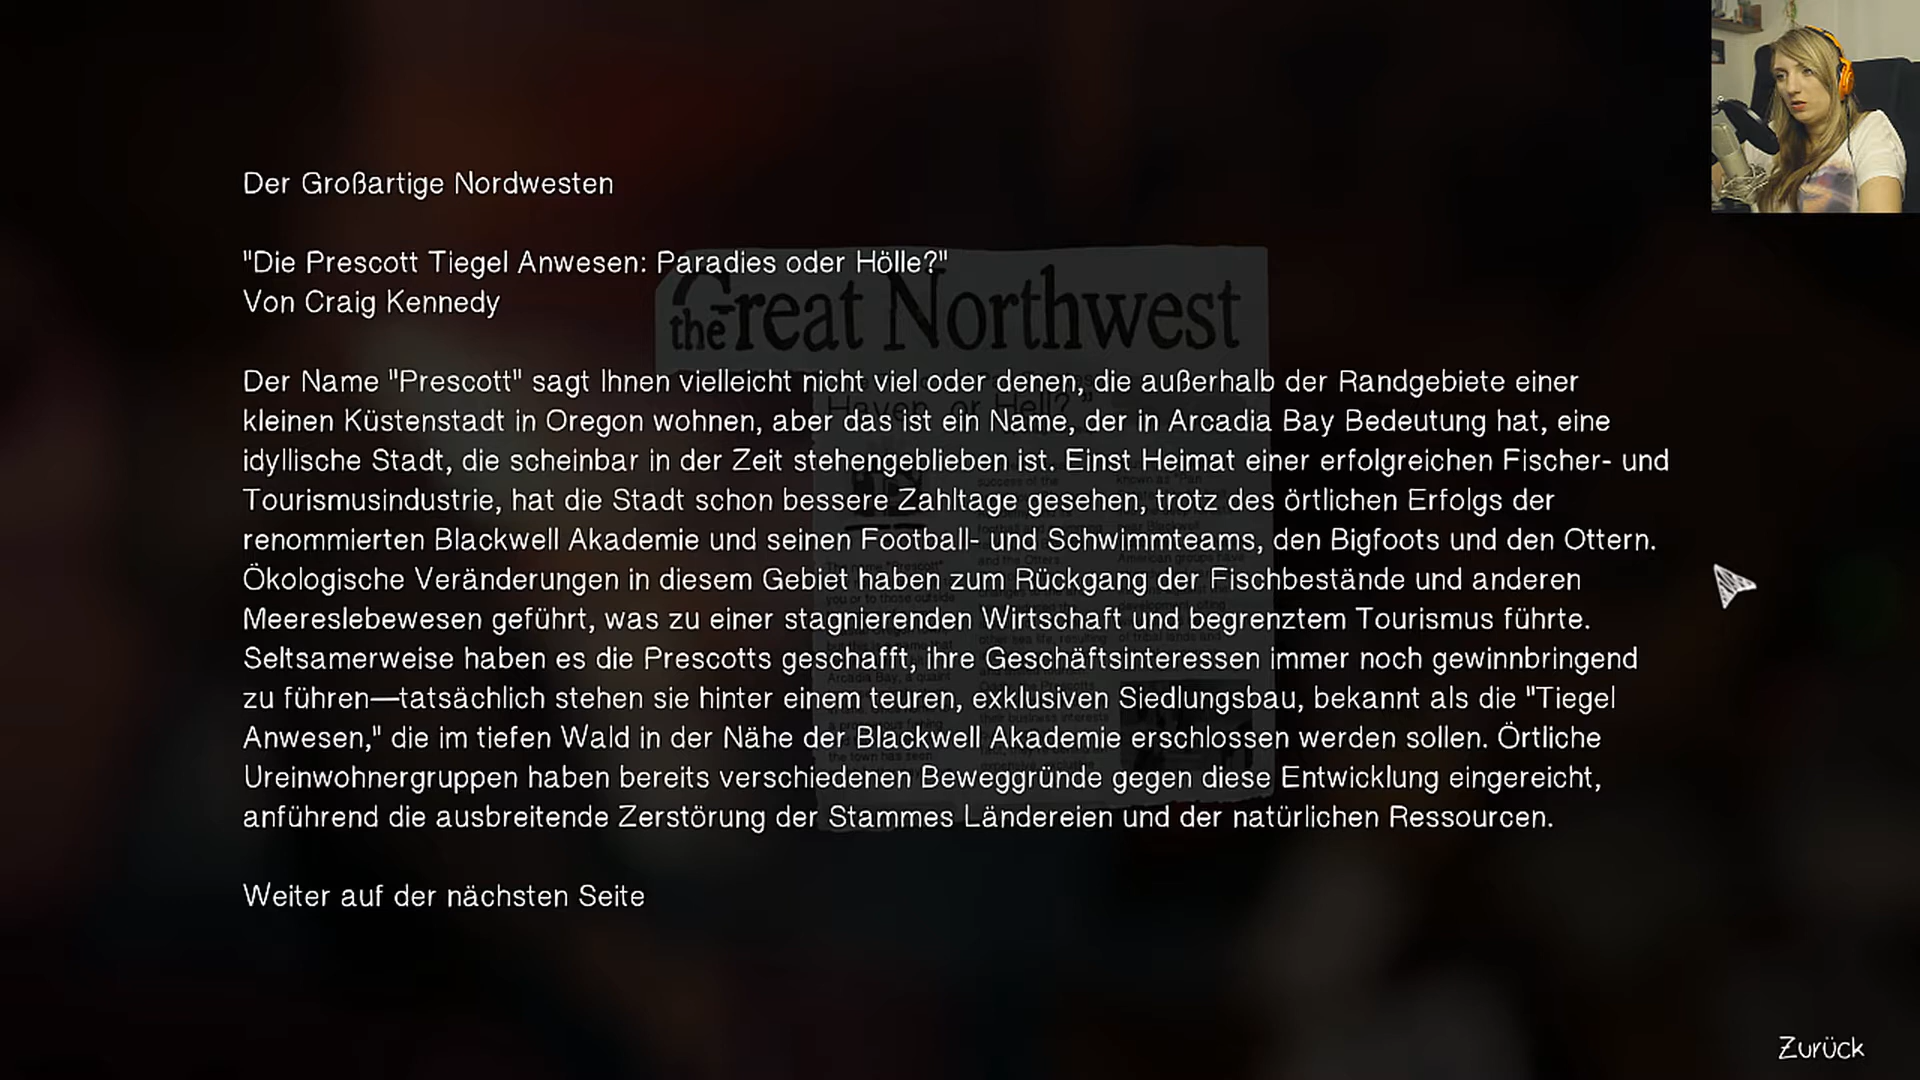 Der Großartige Nordwesten
"Die Prescott Tiegel Anwesen: Paradies oder Hölle?"
Von Craig Kennedy
the Great Northwest
Der Name "Prescott" sagt Ihnen vielleicht nicht viel oder denen, die außerhalb der Randgebiete einer
kleinen Küstenstadt in Oregon wohnen, aber das ist ein Name, der in Arcadia Bay Bedeutung hat, eine
idyllische Stadt, die scheinbar in der Zeit stehengeblieben ist. Einst Heimat einer erfolgreichen Fischer- und
Tourismusindustrie, hat die Stadt schon bessere Zahltage gesehen, trotz des örtlichen Erfolgs der
renommierten Blackwell Akademie und seinen Football- und Schwimmteams, den Bigfoots und den Ottern.
Ökologische Veränderungen in diesem Gebiet haben zum Rückgang der Fischbestände und anderen
Meereslebewesen geführt, was zu einer stagnierenden Wirtschaft und begrenztem Tourismus führte.
Seltsamerweise haben es die Prescotts geschafft, ihre Geschäftsinteressen immer noch gewinnbringend
zu führen—tatsächlich stehen sie hinter einem teuren, exklusiven Siedlungsbau, bekannt als die "Tiegel
Anwesen," die im tiefen Wald in der Nähe der Blackwell Akademie erschlossen werden sollen. Örtliche
Ureinwohnergruppen haben bereits verschiedenen Beweggründe gegen diese Entwicklung eingereicht,
anführend die ausbreitende Zerstörung der Stammes Ländereien und der natürlichen Ressourcen.
Weiter auf der nächsten Seite
Zurück